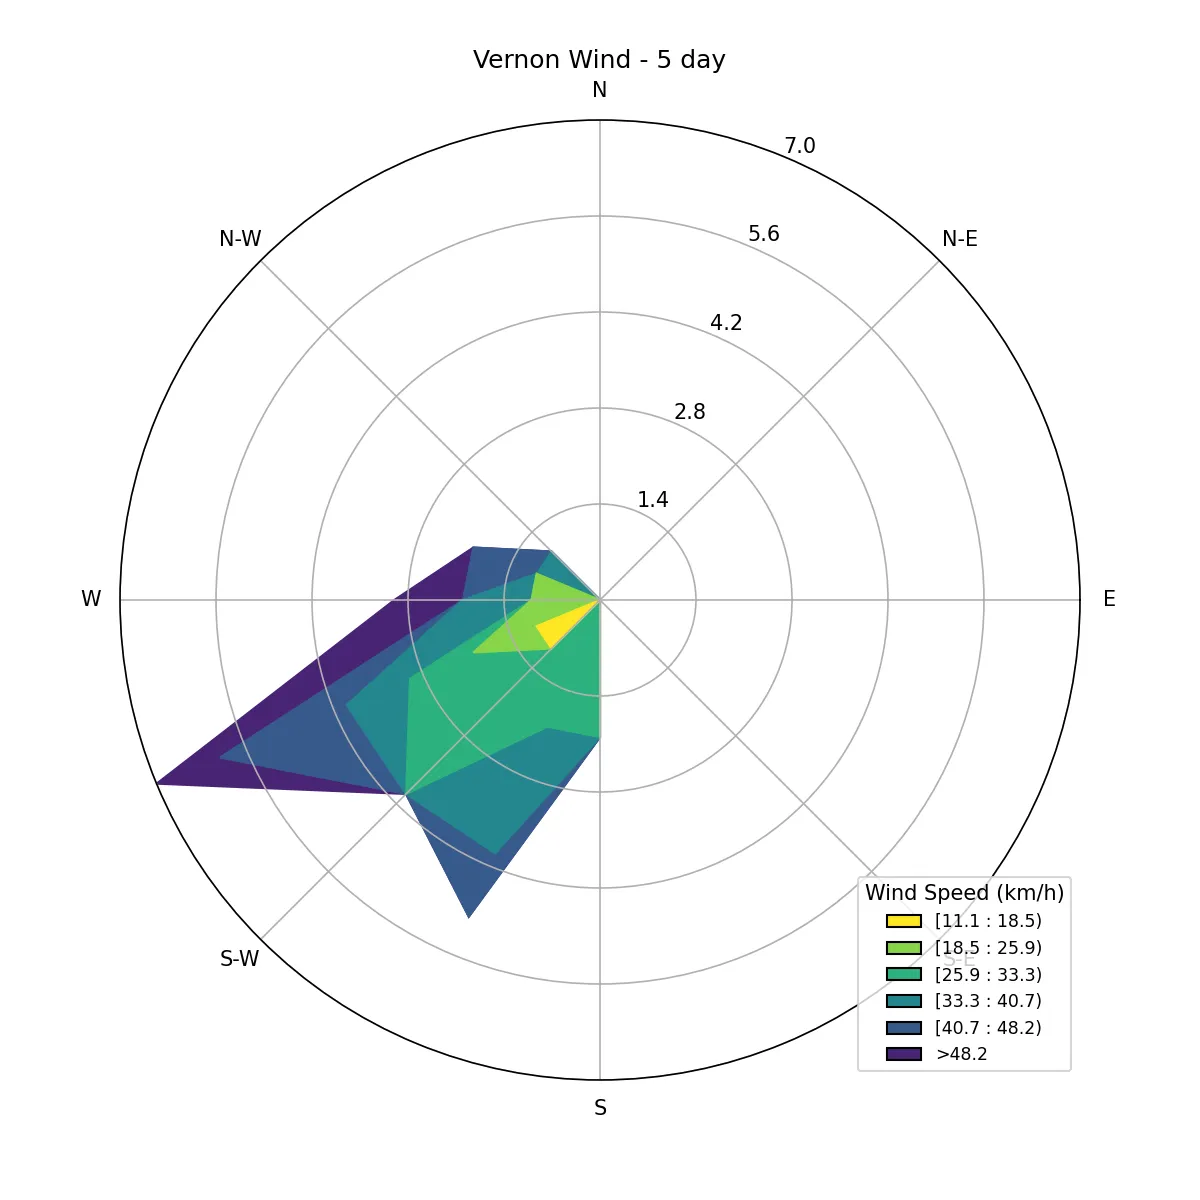 Vernon Wind - 5 day
N
7.0
5.6
N-W
N-E
4.2
2.8
1.4
W
E
Wind Speed (km/h)
[11.1 : 18.5)
[18.5 : 25.9)
S-W
S-E
[25.9 : 33.3)
[33.3 : 40.7)
[40.7 : 48.2)
>48.2
S